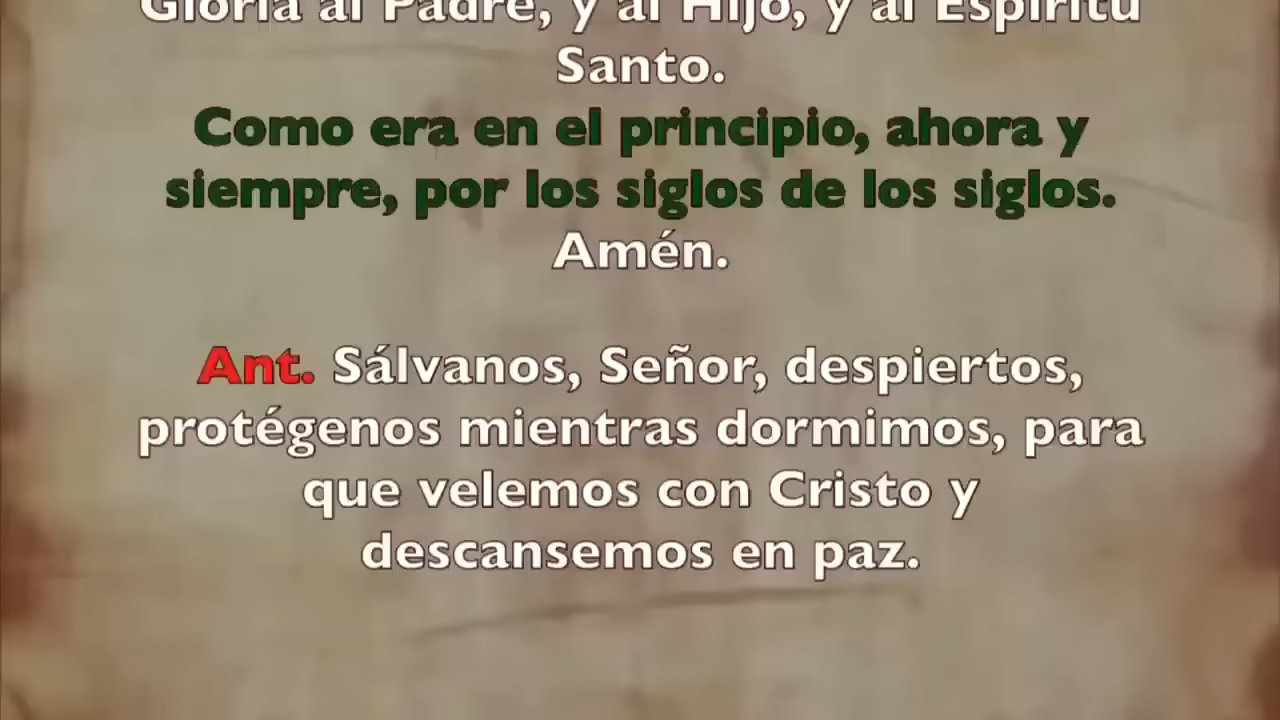 Gloria al Padre, y al Hijo, y al Espíritu
Santo.
Como era en el principio, ahora y
siempre, por los siglos de los siglos.
Amén.
Ant. Sálvanos, Señor, despiertos,
protégenos mientras dormimos, para
que velemos con Cristo y
descansemos en paz.